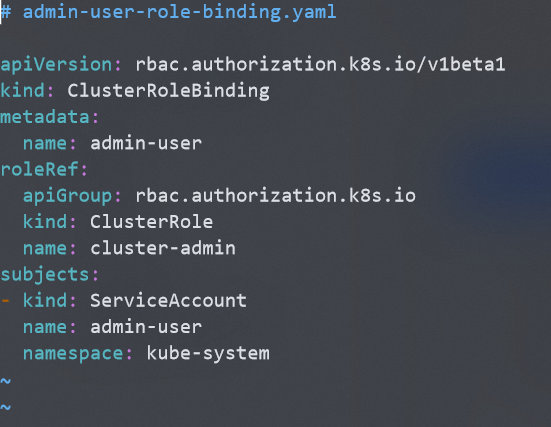 # admin-user-role-binding.yaml

apiVersion: rbac.authorization.k8s.io/v1beta1
kind: ClusterRoleBinding
metadata:
  name: admin-user
roleRef:
  apiGroup: rbac.authorization.k8s.io
  kind: ClusterRole
  name: cluster-admin
subjects:
- kind: ServiceAccount
  name: admin-user
  namespace: kube-system
~
~